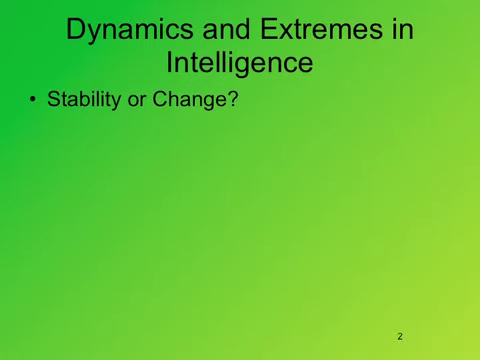 Dynamics and Extremes in
Intelligence
• Stability or Change?
2